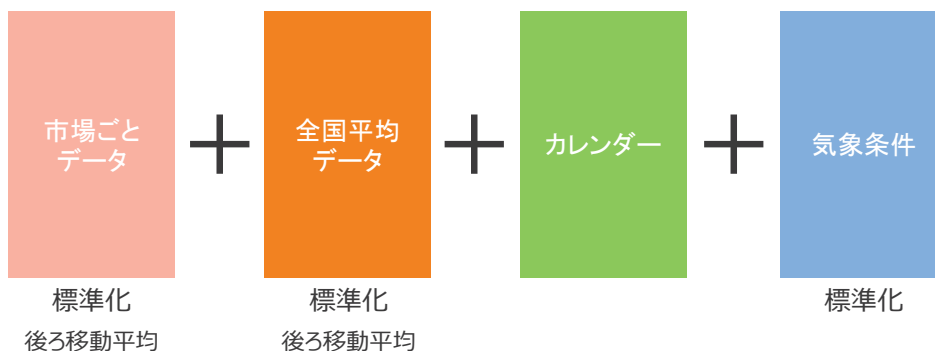 市場ごと
データ
全国平均
データ
カレンダー
気象条件
標準化
標準化
標準化
後ろ移動平均
後ろ移動平均